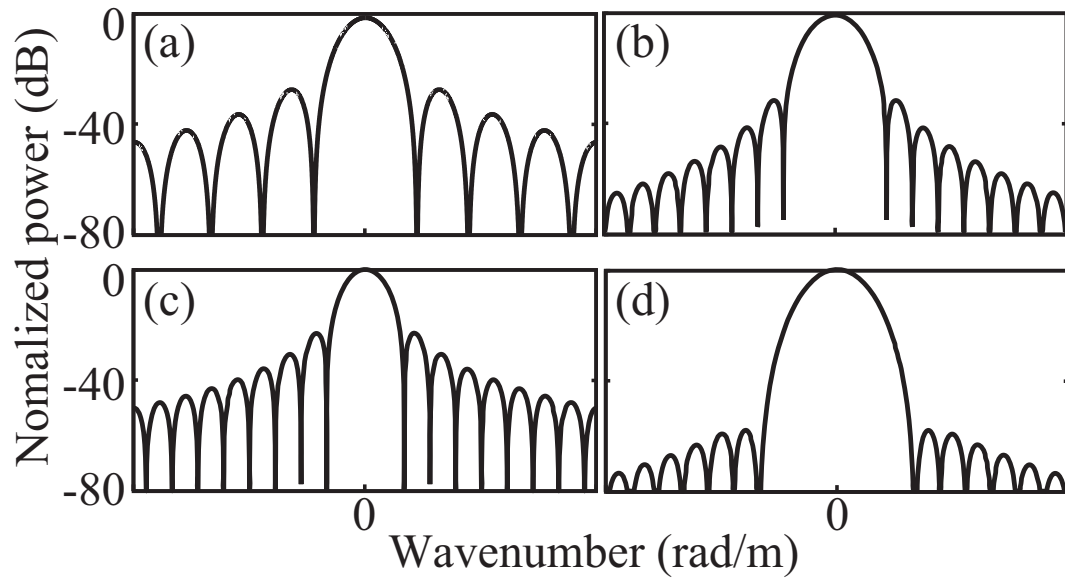 Nomalized power (dB)
0
-40
-80
(a)
(b)
0
-40
-80
(c)
(d)
0
0
Wavenumber (rad/m)